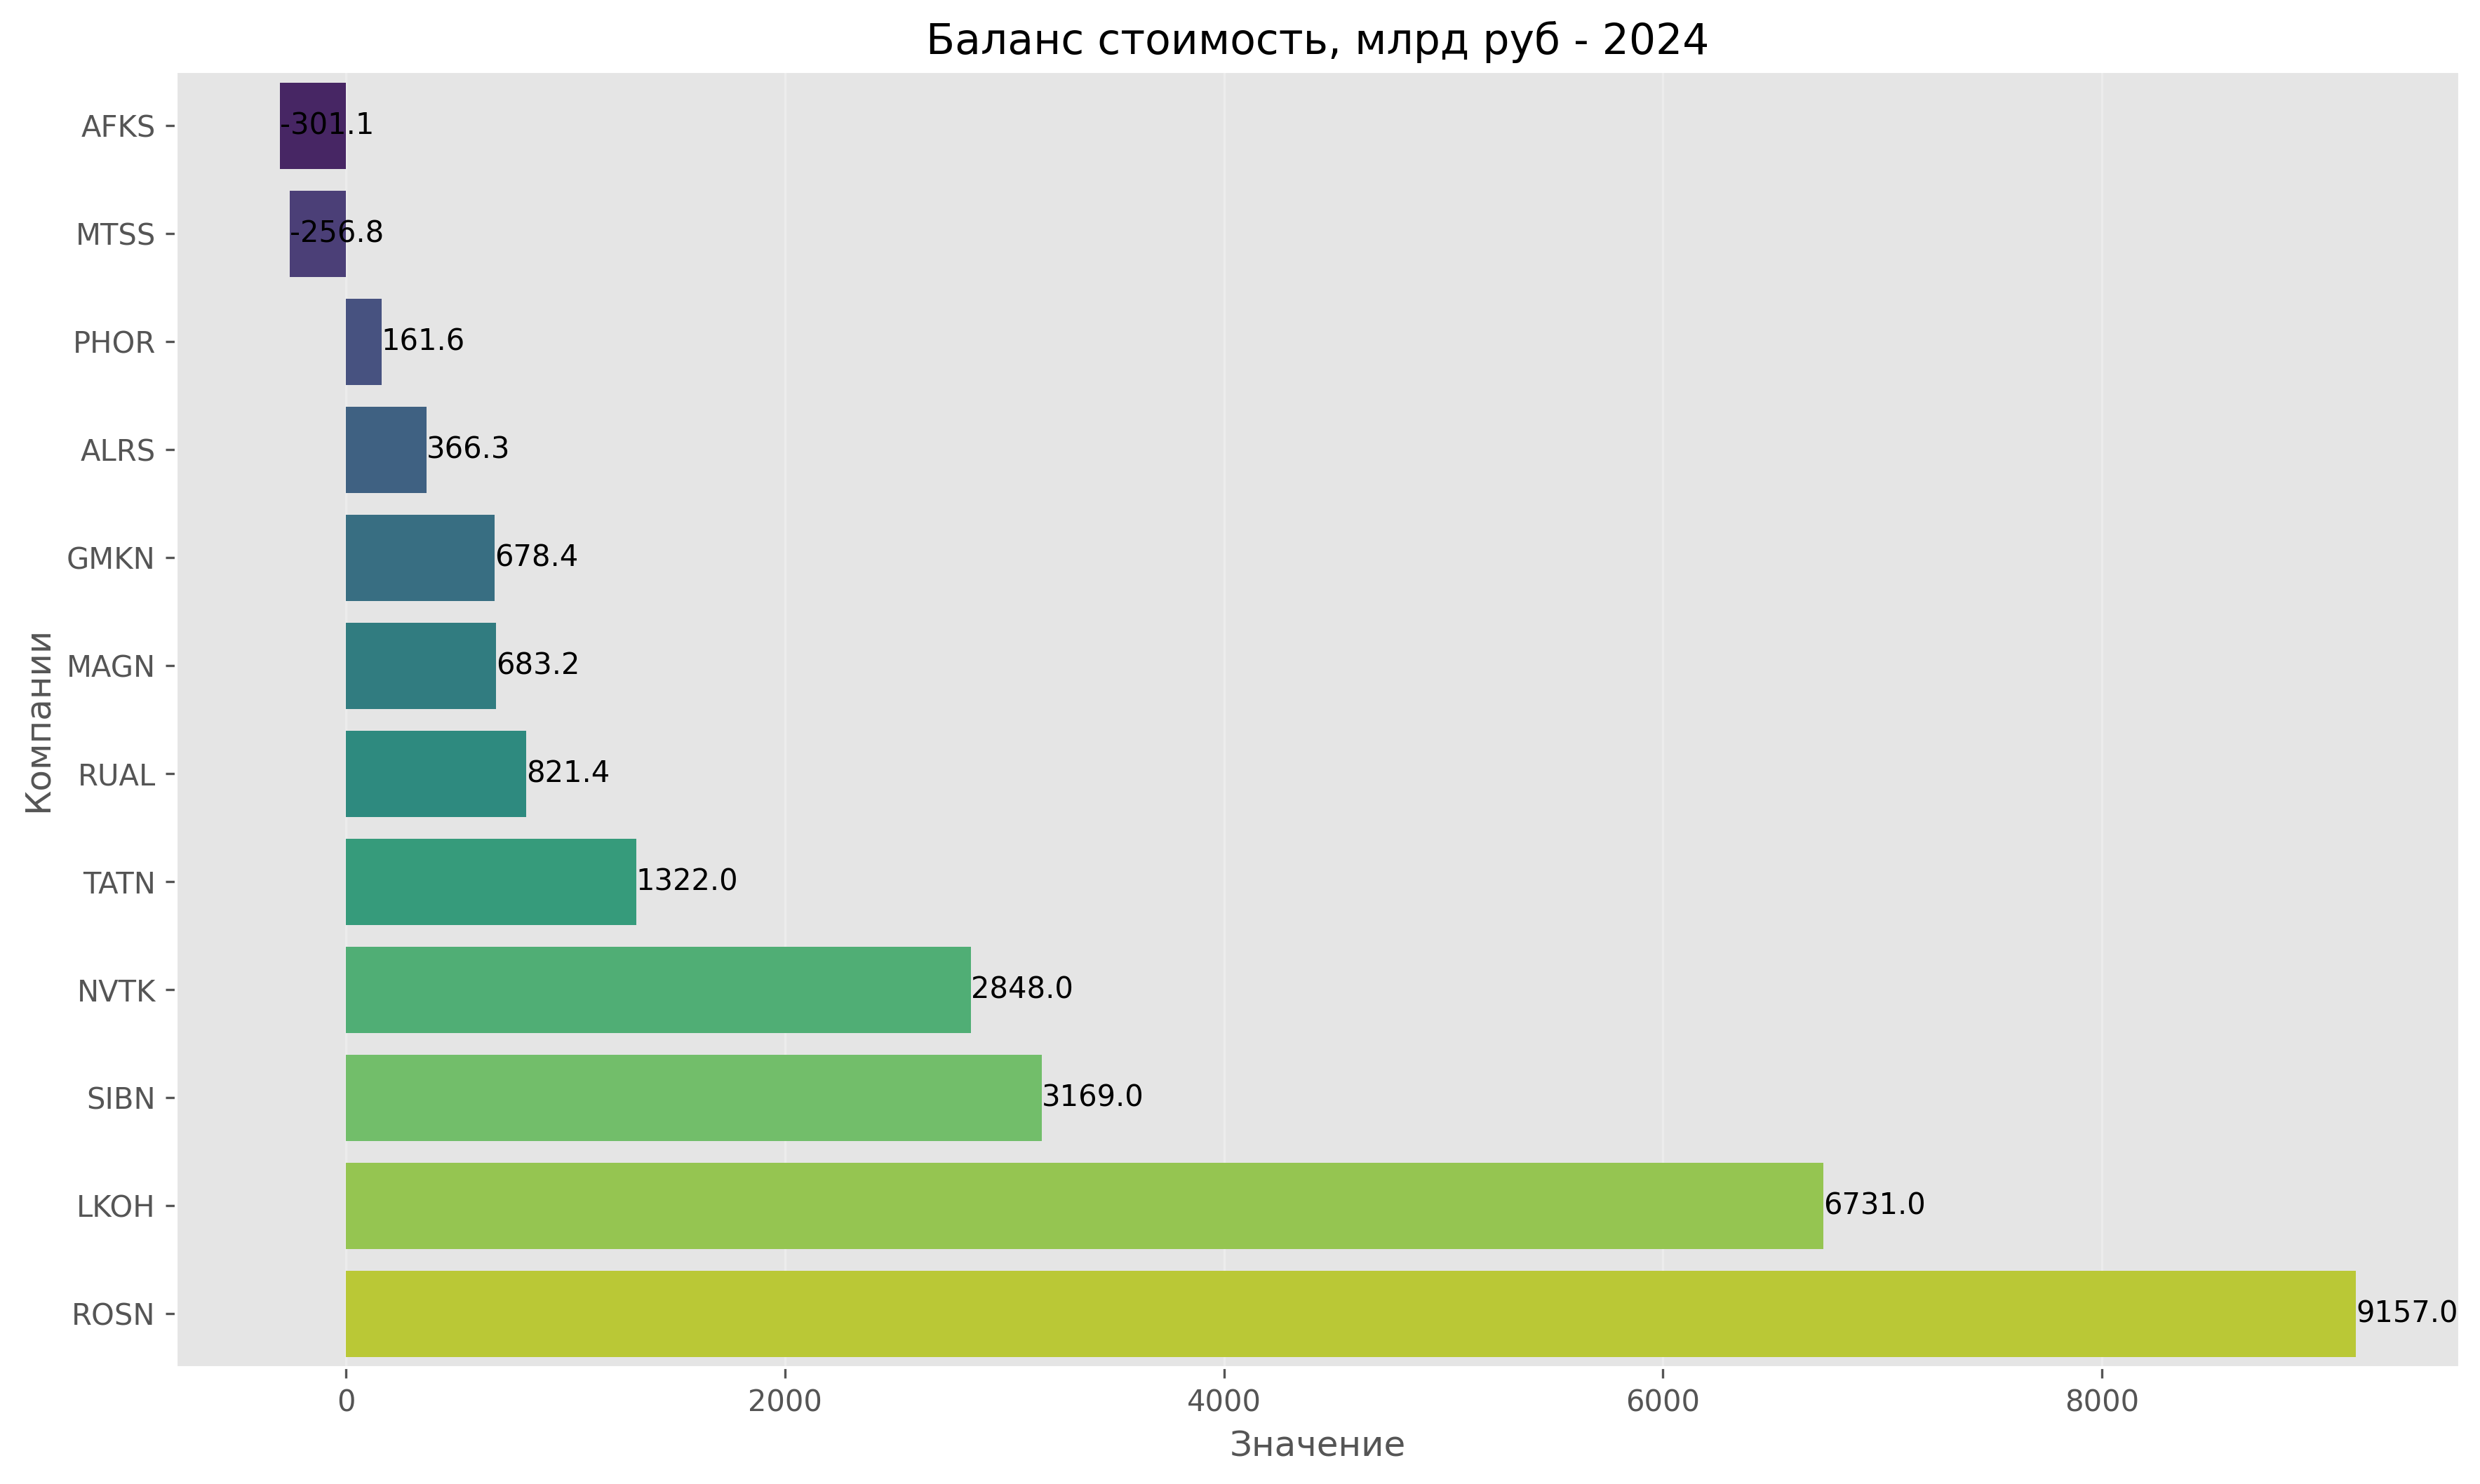 Баланс стоимость, млрд руб - 2024
AFKS -301.1
MTSS -256.8
PHOR 161.6
ALRS 366.3
GMKN 678.4
MAGN 683.2
RUAL 821.4
TATN 1322.0
NVTK 2848.0
SIBN 3169.0
LKOH 6731.0
ROSN 9157.0
Компании
0 2000 4000 6000 8000
Значение